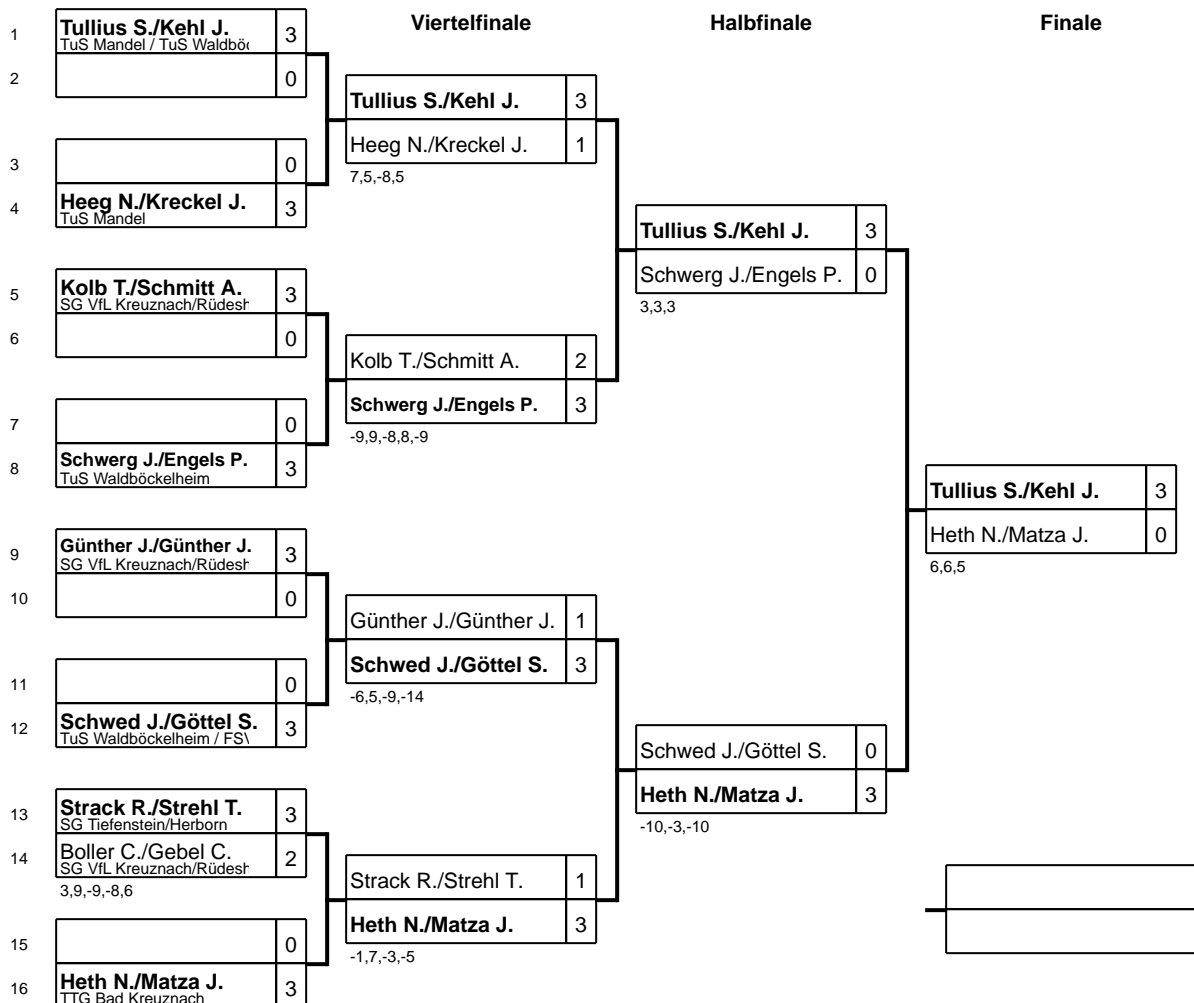 Viertelfinale
Halbfinale
Finale
1 Tullius S./Kehl J. 3
TuS Mandel / TuS Waldböc
2 0
3 0
4 Heeg N./Kreckel J. 3
TuS Mandel
5 Kolb T./Schmitt A. 3
SG VfL Kreuznach/Rüdesh
6 0
7 0
8 Schwerg J./Engels P. 3
TuS Waldböckelheim
9 Günther J./Günther J. 3
SG VfL Kreuznach/Rüdesh
10 0
11 0
12 Schwed J./Göttel S. 3
TuS Waldböckelheim / FSV
13 Strack R./Strehl T. 3
SG Tiefenstein/Herborn
14 Boller C./Gebel C. 2
SG VfL Kreuznach/Rüdesh
3,9,-9,-8,6
15 0
16 Heth N./Matza J. 3
TTG Bad Kreuznach
Tullius S./Kehl J. 3
Heeg N./Kreckel J. 1
7,5,-8,5
Kolb T./Schmitt A. 2
Schwerg J./Engels P. 3
-9,9,-8,8,-9
Günther J./Günther J. 1
Schwed J./Göttel S. 3
-6,5,-9,-14
Strack R./Strehl T. 1
Heth N./Matza J. 3
-1,7,-3,-5
Tullius S./Kehl J. 3
Schwerg J./Engels P. 0
3,3,3
Schwed J./Göttel S. 0
Heth N./Matza J. 3
-10,-3,-10
Tullius S./Kehl J. 3
Heth N./Matza J. 0
6,6,5